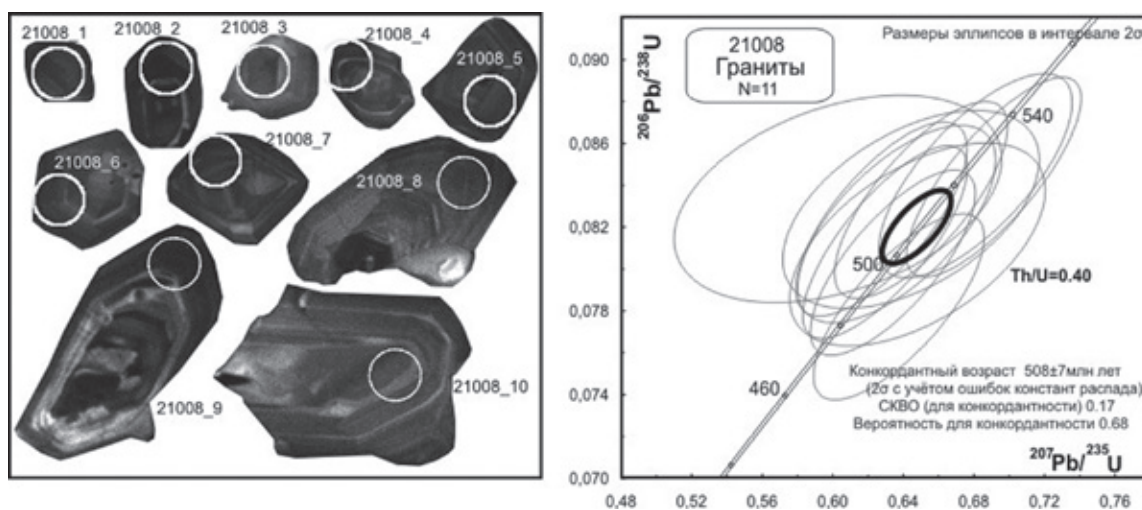 21008_1
21008_2
21008_3
21008_4
21008_5
21008_6
21008_7
21008_8
21008_9
21008_10
206Pb/238U
21008
Граниты
N=11
Размеры эллипсов в интервале 2σ
0,090
0,086
0,082
0,078
0,074
0,070
540
500
460
Th/U=0.40
Конкордантный возраст 508±7млн лет
(2σ с учётом ошибок констант распада)
СКВО (для конкордантности) 0.17
Вероятность для конкордантности 0.68
207Pb/235U
0,48 0,52 0,56 0,60 0,64 0,68 0,72 0,76